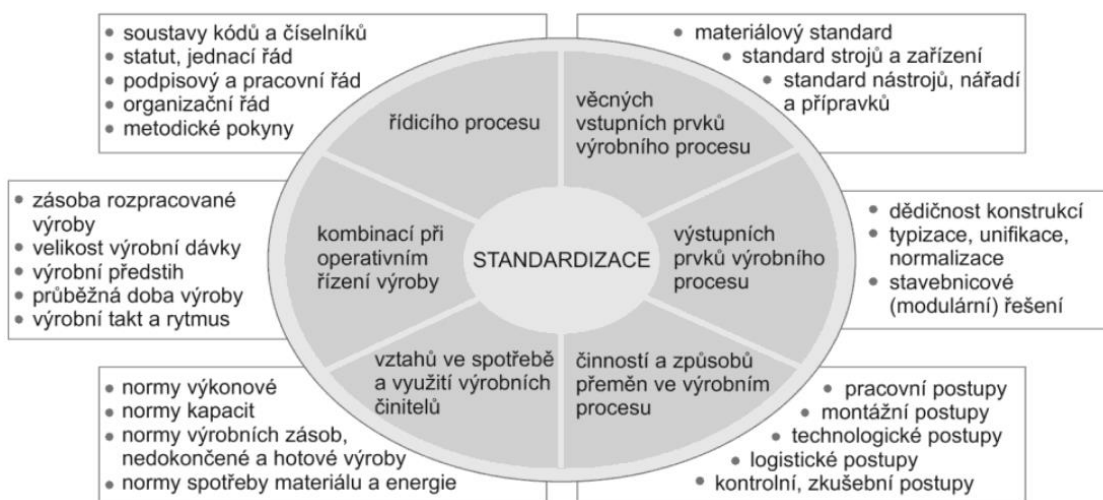 soustavy kódů a číselníků
statut, jednací řád
podpisový a pracovní řád
organizační řád
metodické pokyny
materiálový standard
standard strojů a zařízení
standard nástrojů, nářadí
a přípravků
řídicího procesu
věcných
vstupních prvků
výrobního procesu
zásoba rozpracované
výroby
velikost výrobní dávky
výrobní předstih
průběžná doba výroby
výrobní takt a rytmus
kombinací při
operativním
řízení výroby
STANDARDIZACE
výstupních
prvků výrobního
procesu
dědičnost konstrukcí
typizace, unifikace,
normalizace
stavebnicové
(modulární) řešení
vztahů ve spotřebě
a využití výrobních
činitelů
činností a způsobů
přeměn ve výrobním
procesu
normy výkonové
normy kapacit
normy výrobních zásob,
nedokončené a hotové výroby
normy spotřeby materiálu a energie
pracovní postupy
montážní postupy
technologické postupy
logistické postupy
kontrolní, zkušební postupy